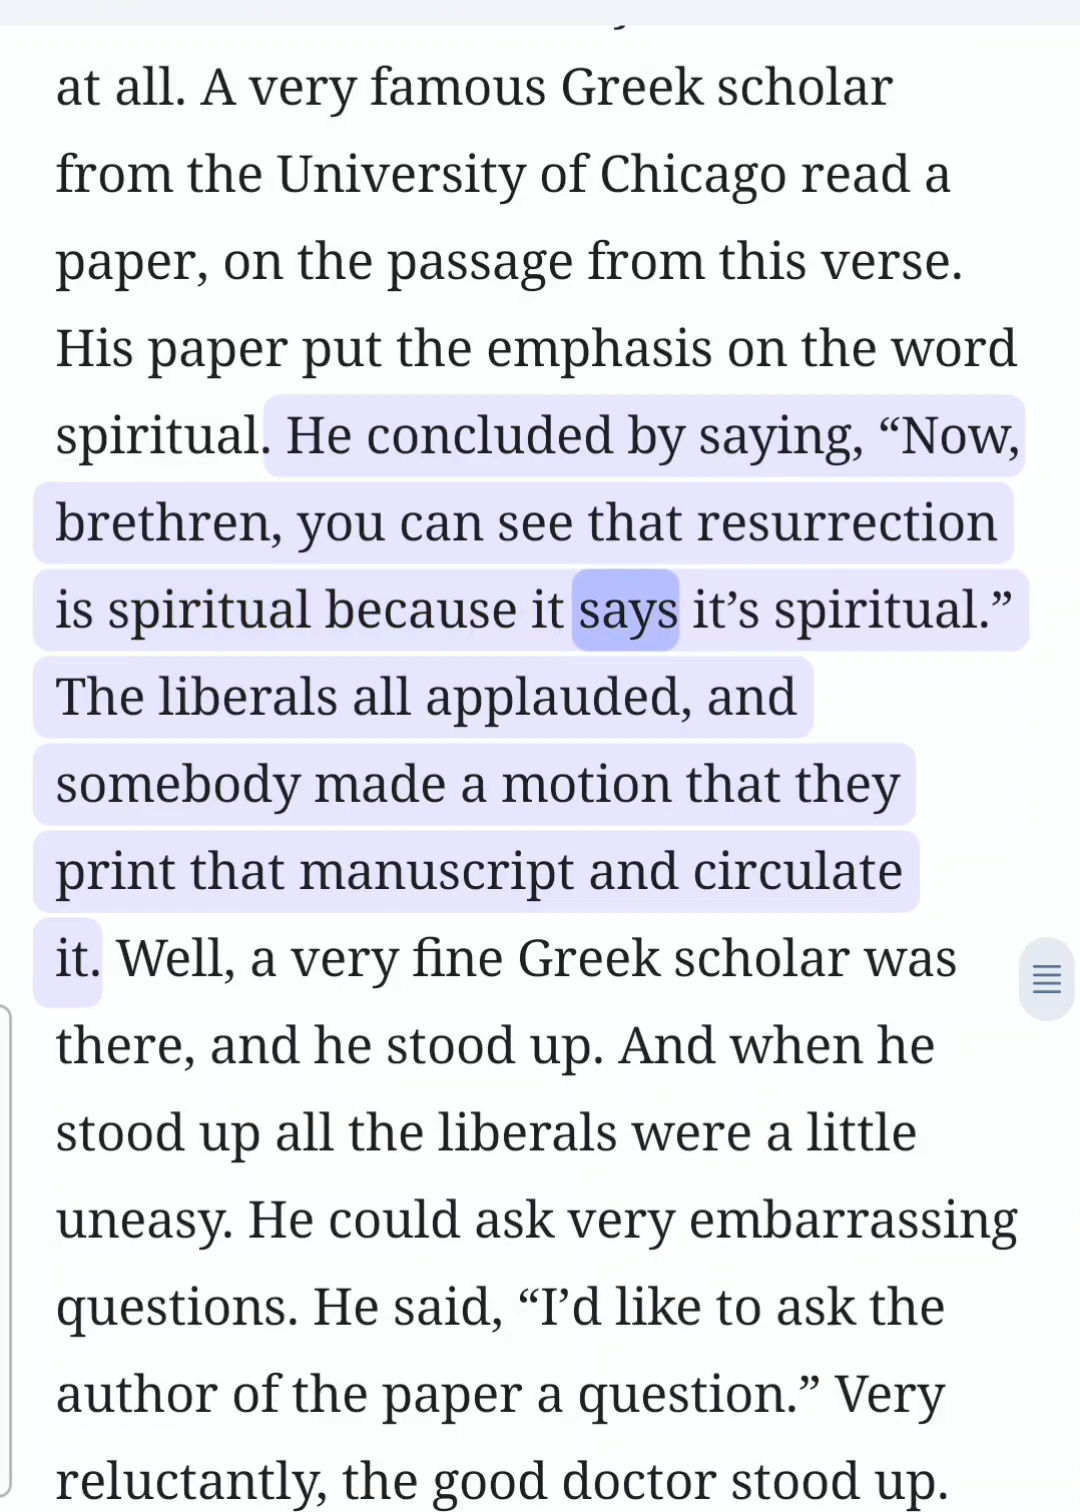 at all. A very famous Greek scholar
from the University of Chicago read a
paper, on the passage from this verse.
His paper put the emphasis on the word
spiritual. He concluded by saying, “Now,
brethren, you can see that resurrection
is spiritual because it says it’s spiritual.”
The liberals all applauded, and
somebody made a motion that they
print that manuscript and circulate
it. Well, a very fine Greek scholar was
there, and he stood up. And when he
stood up all the liberals were a little
uneasy. He could ask very embarrassing
questions. He said, “I’d like to ask the
author of the paper a question.” Very
reluctantly, the good doctor stood up.